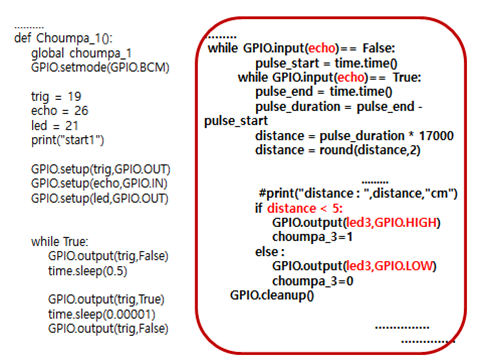 ..........
def Choumpa_1():
global choumpa_1
GPIO.setmode(GPIO.BCM)
trig = 19
echo = 26
led = 21
print("start1")
GPIO.setup(trig,GPIO.OUT)
GPIO.setup(echo,GPIO.IN)
GPIO.setup(led,GPIO.OUT)
while True:
GPIO.output(trig,False)
time.sleep(0.5)
GPIO.output(trig,True)
time.sleep(0.00001)
GPIO.output(trig,False)
........
while GPIO.input(echo)== False:
pulse_start = time.time()
while GPIO.input(echo)== True:
pulse_end = time.time()
pulse_duration = pulse_end -
pulse_start
distance = pulse_duration * 17000
distance = round(distance,2)
.........
#print("distance : ",distance,"cm")
if distance < 5:
GPIO.output(led3,GPIO.HIGH)
choumpa_3=1
else :
GPIO.output(led3,GPIO.LOW)
choumpa_3=0
GPIO.cleanup()
...............
...............